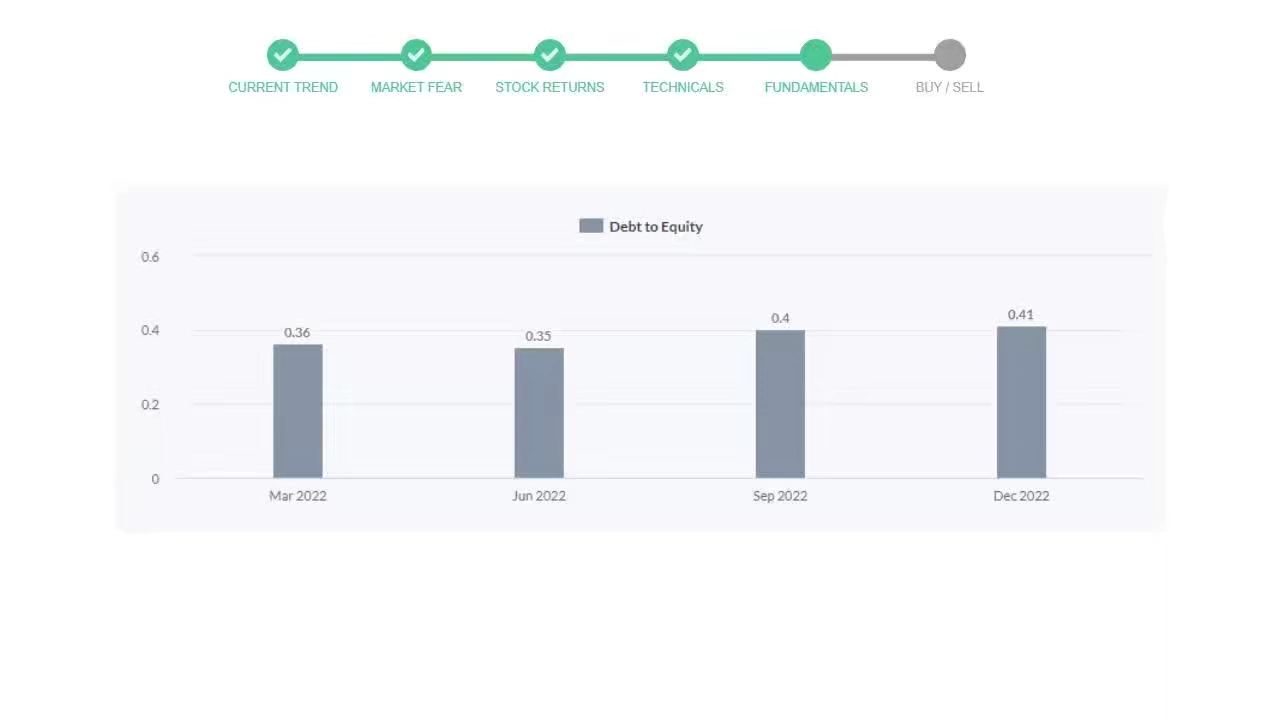 CURRENT TREND MARKET FEAR STOCK RETURNS TECHNICALS FUNDAMENTALS BUY / SELL
Debt to Equity
0.6
0.41
0.4
0.4
0.36
0.35
0.2
0
Mar 2022 Jun 2022 Sep 2022 Dec 2022